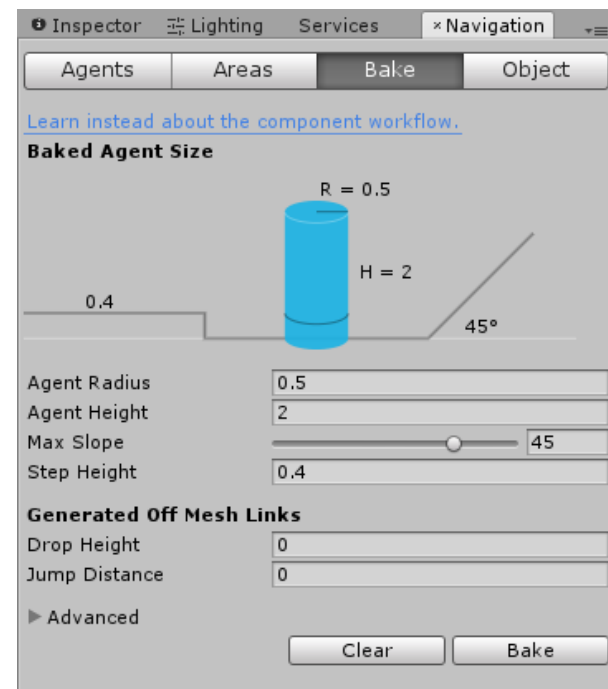 Inspector Lighting Services Navigation
Agents Areas Bake Object
Learn instead about the component workflow.
Baked Agent Size
R = 0.5
H = 2
0.4
45°
Agent Radius 0.5
Agent Height 2
Max Slope 45
Step Height 0.4
Generated Off Mesh Links
Drop Height 0
Jump Distance 0
Advanced
Clear Bake